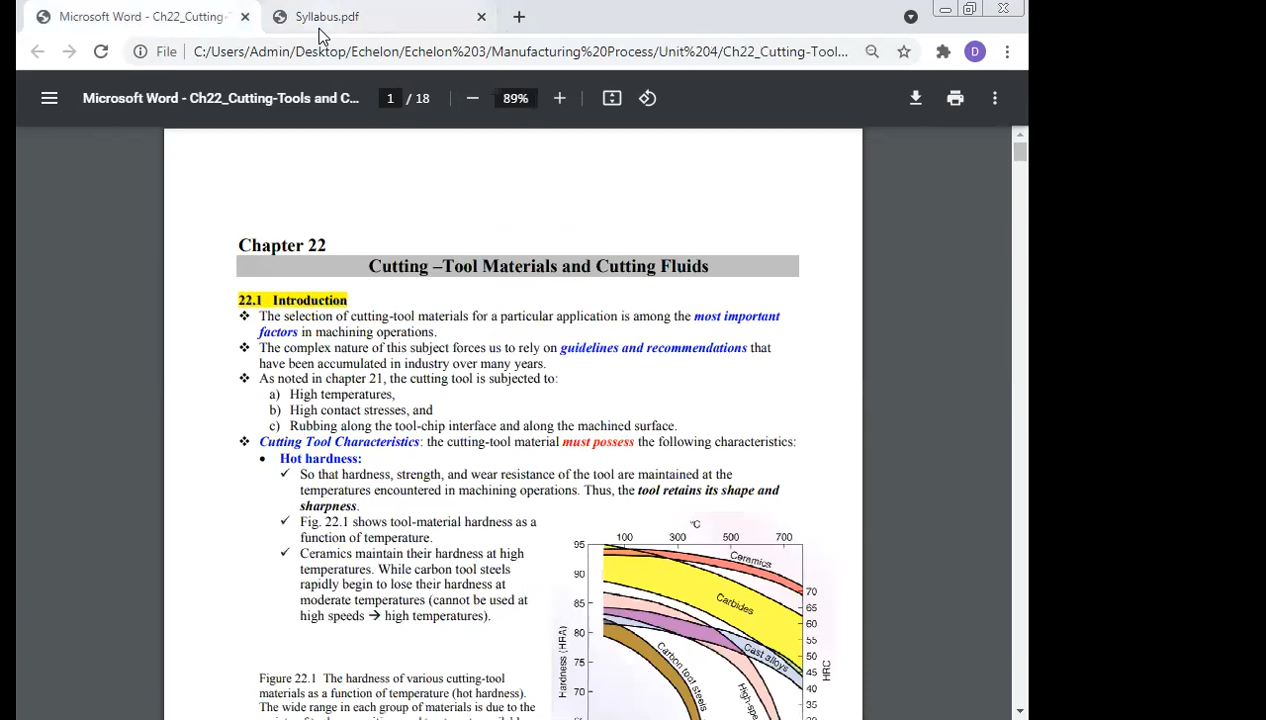 Microsoft Word - Ch22_Cutting-
Syllabus.pdf
File C:/Users/Admin/Desktop/Echelon/Echelon%203/Manufacturing%20Process/Unit%204/Ch22_Cutting-Tool... D
Microsoft Word - Ch22_Cutting-Tools and C... 1 / 18 89%
Chapter 22
Cutting –Tool Materials and Cutting Fluids
22.1 Introduction
❖ The selection of cutting-tool materials for a particular application is among the most important
factors in machining operations.
❖ The complex nature of this subject forces us to rely on guidelines and recommendations that
have been accumulated in industry over many years.
❖ As noted in chapter 21, the cutting tool is subjected to:
a) High temperatures,
b) High contact stresses, and
c) Rubbing along the tool-chip interface and along the machined surface.
❖ Cutting Tool Characteristics: the cutting-tool material must possess the following characteristics:
• Hot hardness:
✓ So that hardness, strength, and wear resistance of the tool are maintained at the
temperatures encountered in machining operations. Thus, the tool retains its shape and
sharpness.
✓ Fig. 22.1 shows tool-material hardness as a
function of temperature.
✓ Ceramics maintain their hardness at high
temperatures. While carbon tool steels
rapidly begin to lose their hardness at
moderate temperatures (cannot be used at
high speeds → high temperatures).
Figure 22.1 The hardness of various cutting-tool
materials as a function of temperature (hot hardness).
The wide range in each group of materials is due to the
°C
100 300 500 700
95
90
85
80
75
70
Hardness (HRA)
Ceramics
Carbides
Cast alloys
Carbon tool steels
70
65
60
55
50
45
40
35
HRC